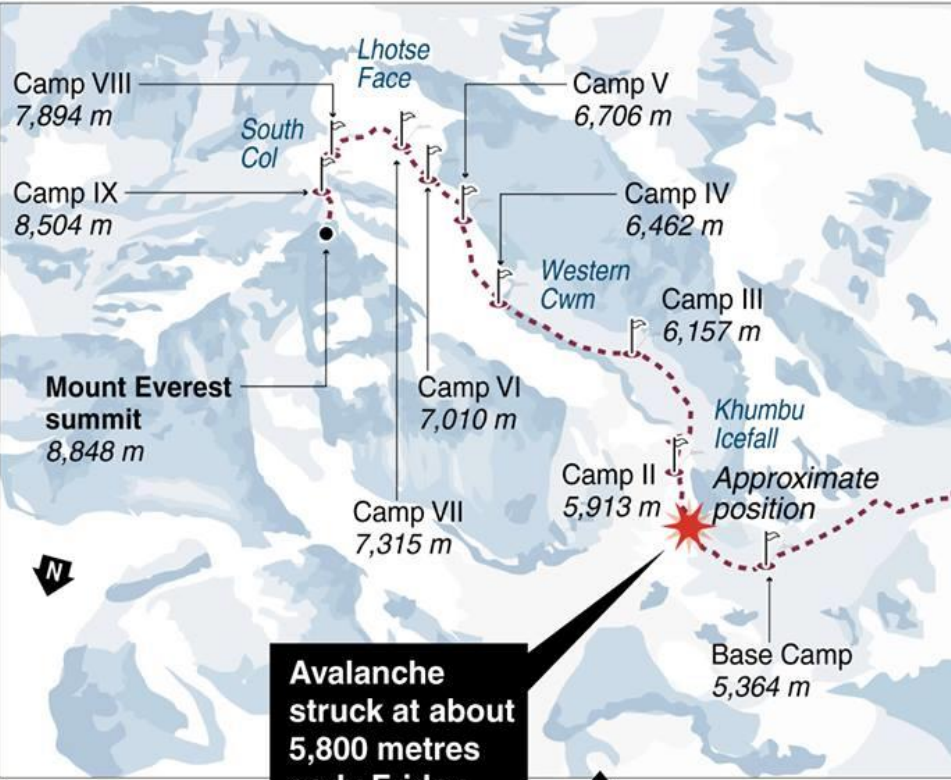 Lhotse
Face
Camp VIII
7,894 m
Camp V
6,706 m
South
Col
Camp IX
8,504 m
Camp IV
6,462 m
Western
Cwm
Camp III
6,157 m
Mount Everest
summit
8,848 m
Camp VI
7,010 m
Khumbu
Icefall
Camp II
5,913 m
Approximate
position
Camp VII
7,315 m
N
Base Camp
5,364 m
Avalanche
struck at about
5,800 metres